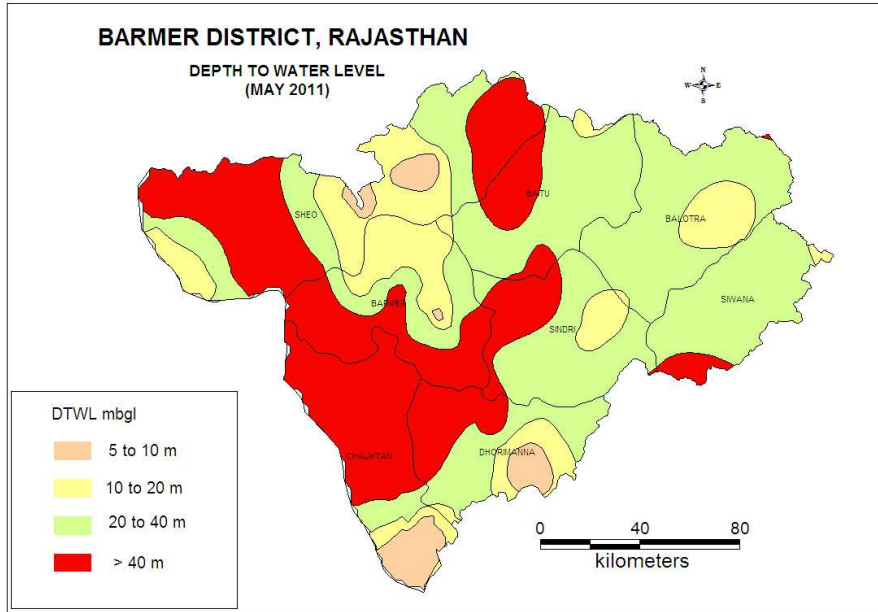 BARMER DISTRICT, RAJASTHAN
DEPTH TO WATER LEVEL
(MAY 2011)
N
W E
S
BAITU
SHEO
BALOTRA
BARMER
SIWANA
SINDRI
CHAUHTAN
DHORIMANNA
DTWL mbgl
5 to 10 m
10 to 20 m
20 to 40 m
> 40 m
0 40 80
kilometers